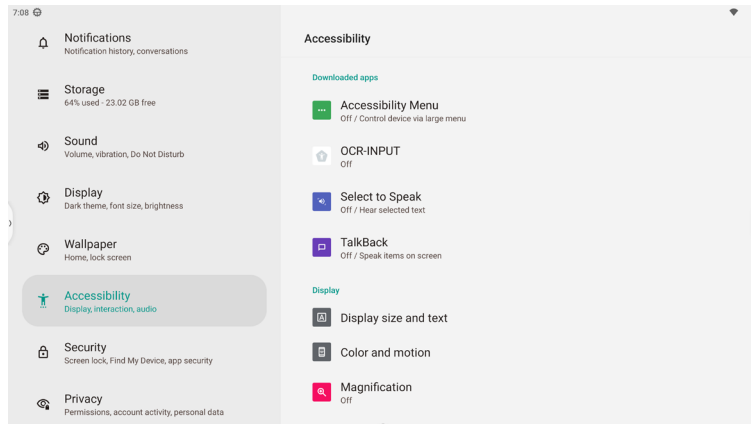 7:08
Notifications
Notification history, conversations
Storage
64% used - 23.02 GB free
Sound
Volume, vibration, Do Not Disturb
Display
Dark theme, font size, brightness
Wallpaper
Home, lock screen
Accessibility
Display, interaction, audio
Security
Screen lock, Find My Device, app security
Privacy
Permissions, account activity, personal data
Accessibility
Downloaded apps
Accessibility Menu
Off / Control device via large menu
OCR-INPUT
Off
Select to Speak
Off / Hear selected text
TalkBack
Off / Speak items on screen
Display
Display size and text
Color and motion
Magnification
Off